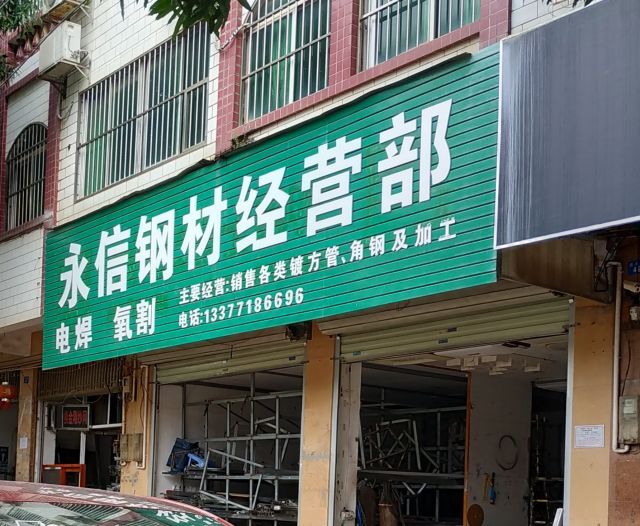 永信钢材经营部
电焊 氧割
主要经营:销售各类镀方管、角钢及加工
电话:13377186696